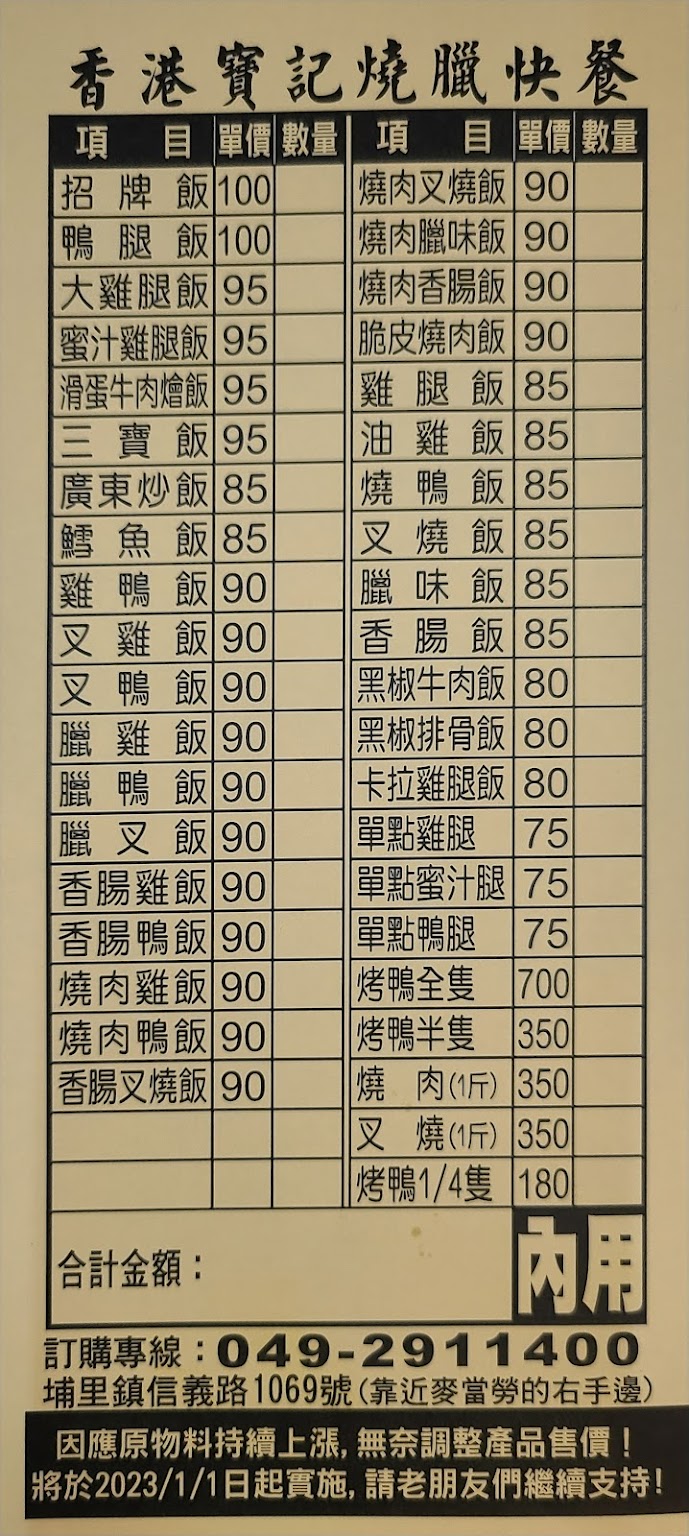 香港寶記燒臘快餐
項目 單價 數量 項目 單價 數量
招牌飯 100 燒肉叉燒飯 90
鴨腿飯 100 燒肉臘味飯 90
大雞腿飯 95 燒肉香腸飯 90
蜜汁雞腿飯 95 脆皮燒肉飯 90
滑蛋牛肉燴飯 95 雞腿飯 85
三寶飯 95 油雞飯 85
廣東炒飯 85 燒鴨飯 85
鱈魚飯 85 叉燒飯 85
雞鴨飯 90 臘味飯 85
叉雞飯 90 香腸飯 85
叉鴨飯 90 黑椒牛肉飯 80
臘雞飯 90 黑椒排骨飯 80
臘鴨飯 90 卡拉雞腿飯 80
臘叉飯 90 單點雞腿 75
香腸雞飯 90 單點蜜汁腿 75
香腸鴨飯 90 單點鴨腿 75
燒肉雞飯 90 烤鴨全隻 700
燒肉鴨飯 90 烤鴨半隻 350
香腸叉燒飯 90 燒肉(1斤) 350
叉燒(1斤) 350
烤鴨1/4隻 180
合計金額： 內用
訂購專線：049-2911400
埔里鎮信義路1069號(靠近麥當勞的右手邊)
因應原物料持續上漲,無奈調整產品售價！
將於2023/1/1日起實施,請老朋友們繼續支持!